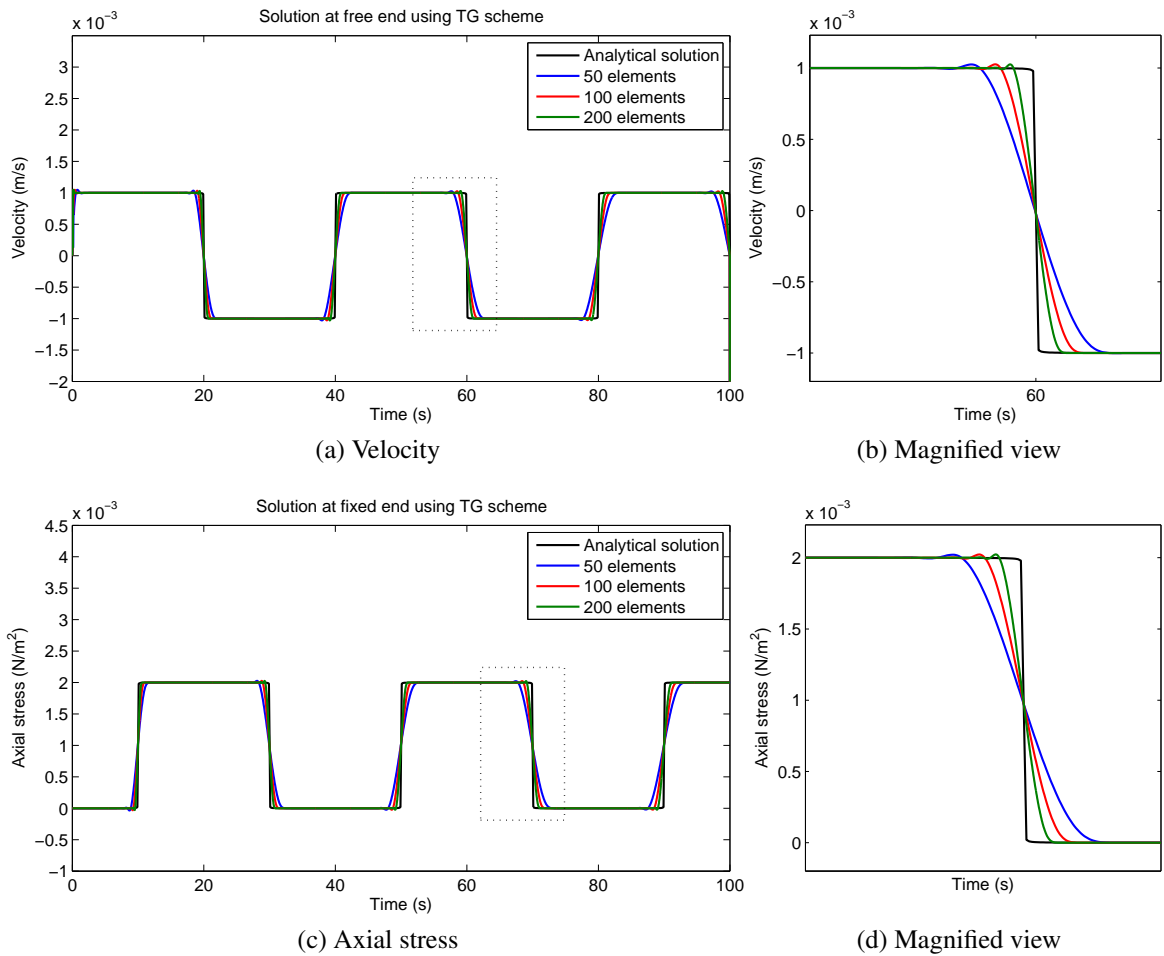 Solution at free end using TG scheme
x 10⁻³
3
2.5
2
1.5
1
0.5
0
−0.5
−1
−1.5
−2
Velocity (m/s)
0 20 40 60 80 100
Time (s)
Analytical solution
50 elements
100 elements
200 elements
(a) Velocity
x 10⁻³
1
0.5
0
−0.5
−1
Velocity (m/s)
60
Time (s)
(b) Magnified view
Solution at fixed end using TG scheme
x 10⁻³
4.5
4
3.5
3
2.5
2
1.5
1
0.5
0
−0.5
−1
Axial stress (N/m²)
0 20 40 60 80 100
Time (s)
Analytical solution
50 elements
100 elements
200 elements
(c) Axial stress
x 10⁻³
2
1.5
1
0.5
0
Axial stress (N/m²)
Time (s)
(d) Magnified view